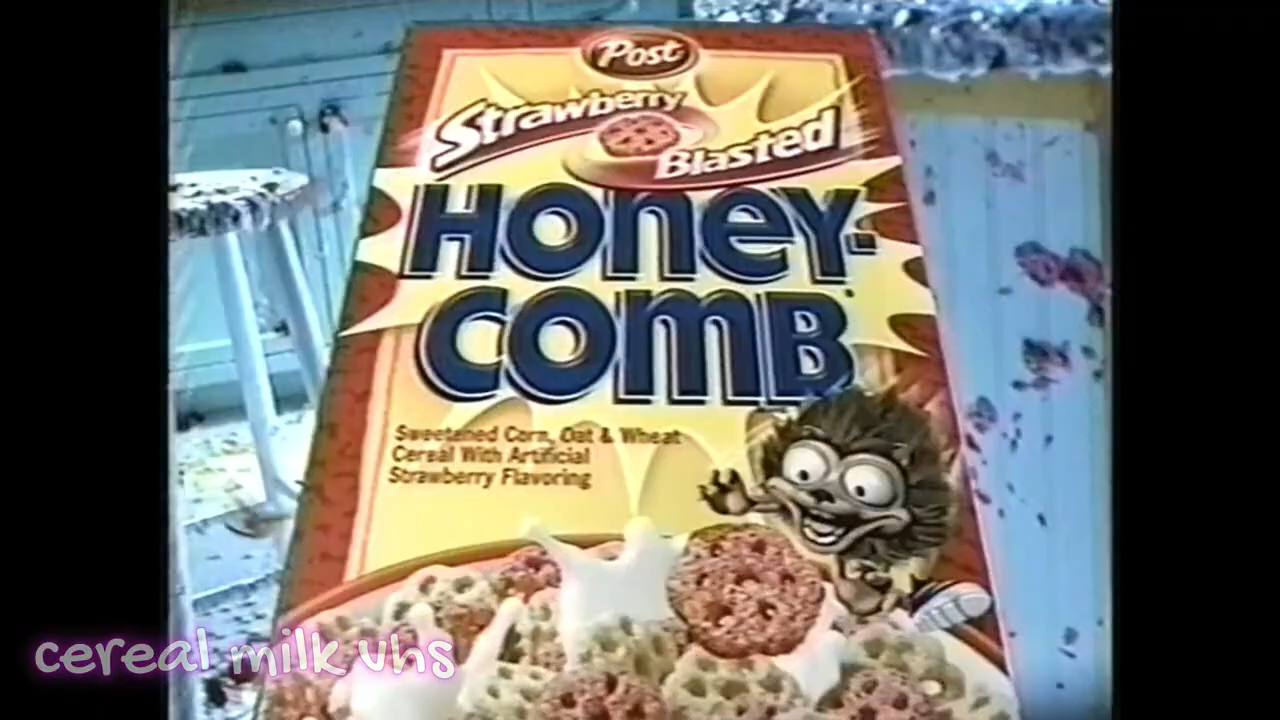 Post
Strawberry
Blasted
HONEY-
COMB
Sweetened Corn, Oat & Wheat
Cereal With Artificial
Strawberry Flavoring
cereal milk vhs